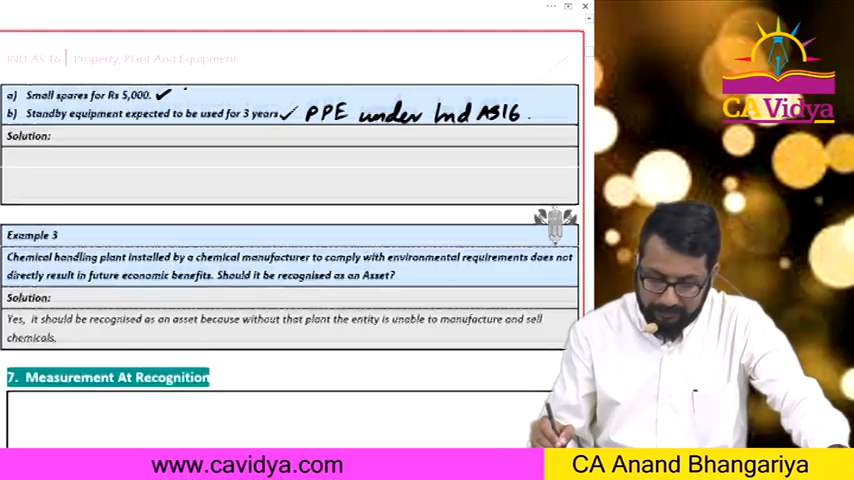 IND AS 16 | Property, Plant And Equipment
a) Small spares for Rs 5,000. ✓
b) Standby equipment expected to be used for 3 years ✓ PPE under Ind AS16.
Solution:
Example 3
Chemical handling plant installed by a chemical manufacturer to comply with environmental requirements does not
directly result in future economic benefits. Should it be recognised as an Asset?
Solution:
Yes, it should be recognised as an asset because without that plant the entity is unable to manufacture and sell
chemicals.
7. Measurement At Recognition
CA Vidya
www.cavidya.com
CA Anand Bhangariya